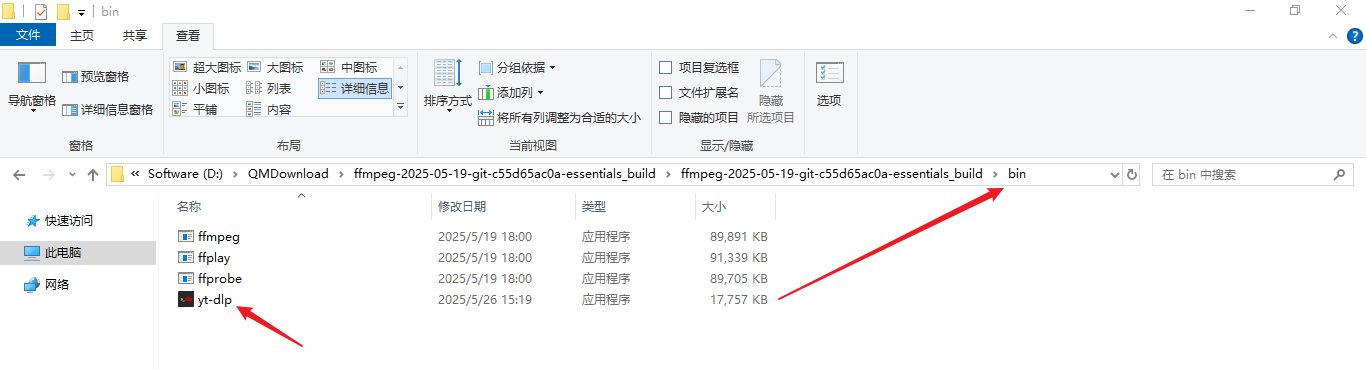 bin
文件 主页 共享 查看
导航窗格 预览窗格 详细信息窗格
窗格
超大图标 大图标 中图标
小图标 列表 详细信息
平铺 内容
布局
排序方式 分组依据 添加列 将所有列调整为合适的大小
当前视图
项目复选框
文件扩展名
隐藏的项目
隐藏
所选项目
显示/隐藏
选项
« Software (D:) > QMDownload > ffmpeg-2025-05-19-git-c55d65ac0a-essentials_build > ffmpeg-2025-05-19-git-c55d65ac0a-essentials_build > bin
在 bin 中搜索
快速访问
此电脑
网络
名称 修改日期 类型 大小
ffmpeg 2025/5/19 18:00 应用程序 89,891 KB
ffplay 2025/5/19 18:00 应用程序 91,339 KB
ffprobe 2025/5/19 18:00 应用程序 89,705 KB
yt-dlp 2025/5/26 15:19 应用程序 17,757 KB